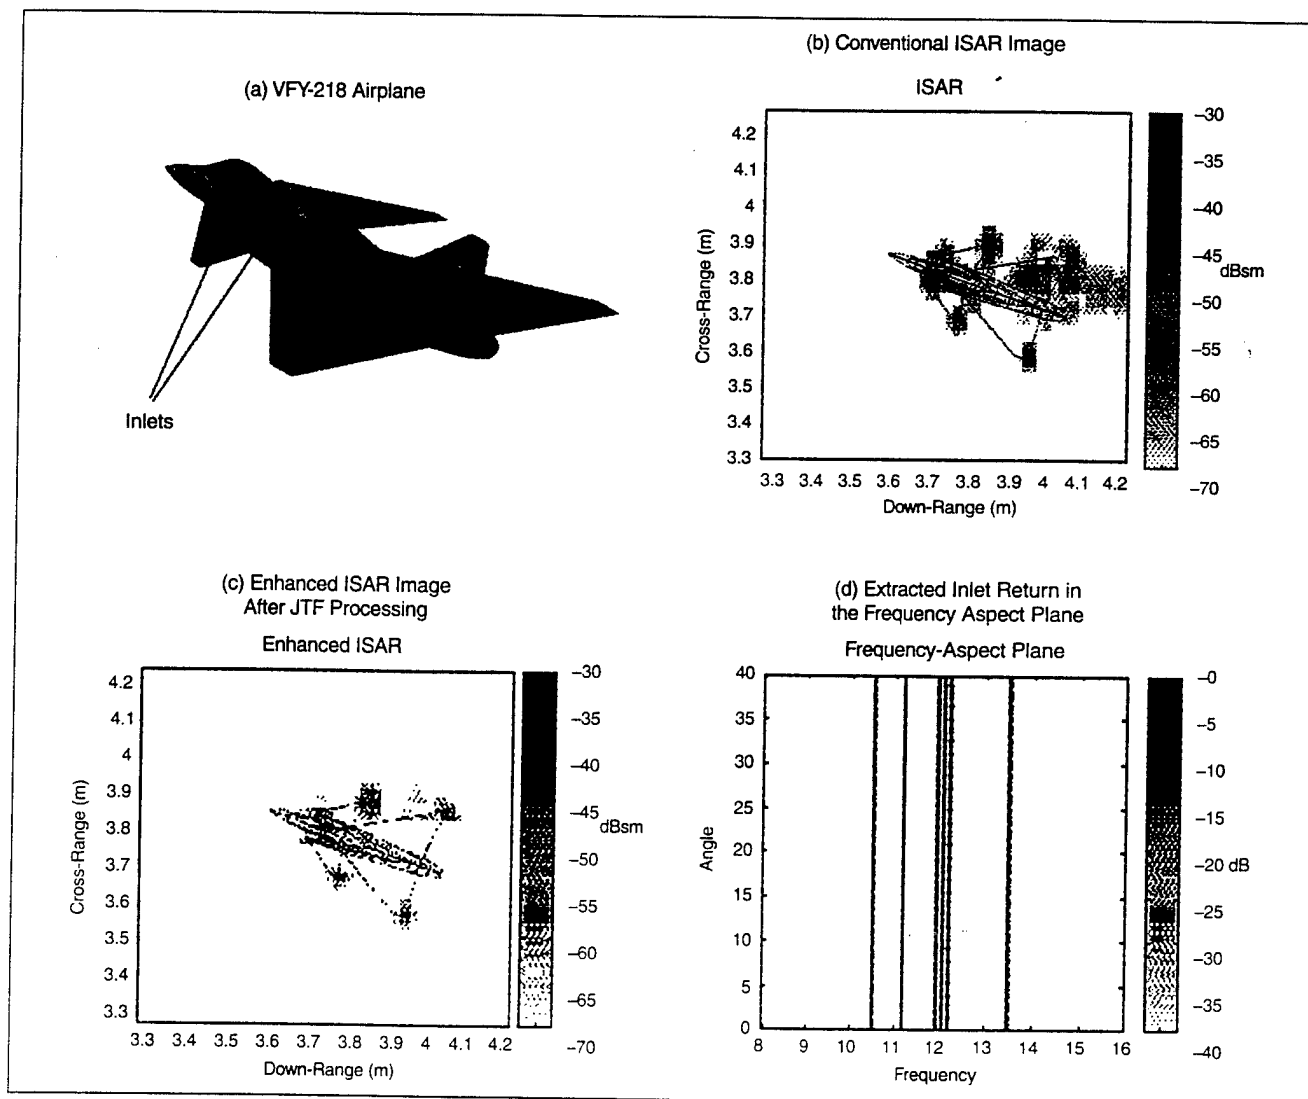 (a) VFY-218 Airplane
Inlets
(b) Conventional ISAR Image
ISAR
4.2
4.1
4
3.9
3.8
3.7
3.6
3.5
3.4
3.3
Cross-Range (m)
3.3 3.4 3.5 3.6 3.7 3.8 3.9 4 4.1 4.2
Down-Range (m)
–30
–35
–40
–45
dBsm
–50
–55
–60
–65
–70
(c) Enhanced ISAR Image
After JTF Processing
Enhanced ISAR
4.2
4.1
4
3.9
3.8
3.7
3.6
3.5
3.4
3.3
Cross-Range (m)
3.3 3.4 3.5 3.6 3.7 3.8 3.9 4 4.1 4.2
Down-Range (m)
–30
–35
–40
–45
dBsm
–50
–55
–60
–65
–70
(d) Extracted Inlet Return in
the Frequency Aspect Plane
Frequency-Aspect Plane
40
35
30
25
20
15
10
5
0
Angle
8 9 10 11 12 13 14 15 16
Frequency
–0
–5
–10
–15
–20 dB
–25
–30
–35
–40